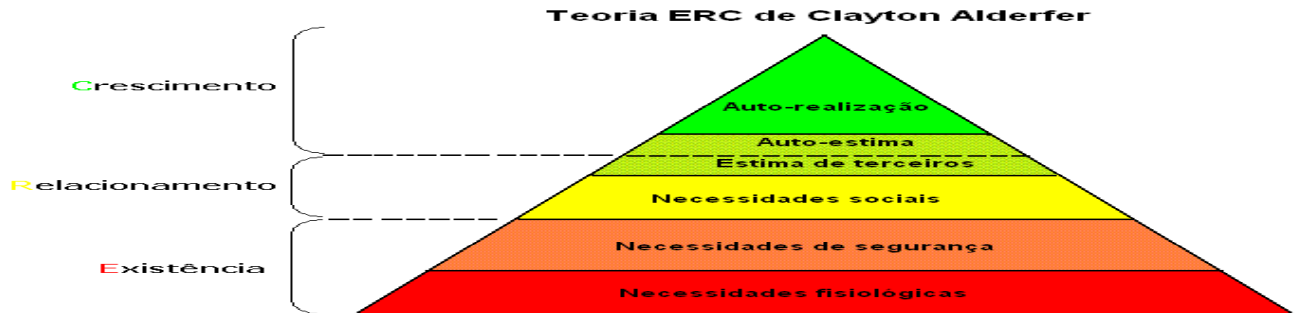 Teoria ERC de Clayton Alderfer
Crescimento
Auto-realização
Auto-estima
Estima de terceiros
Relacionamento
Necessidades sociais
Necessidades de segurança
Existência
Necessidades fisiológicas